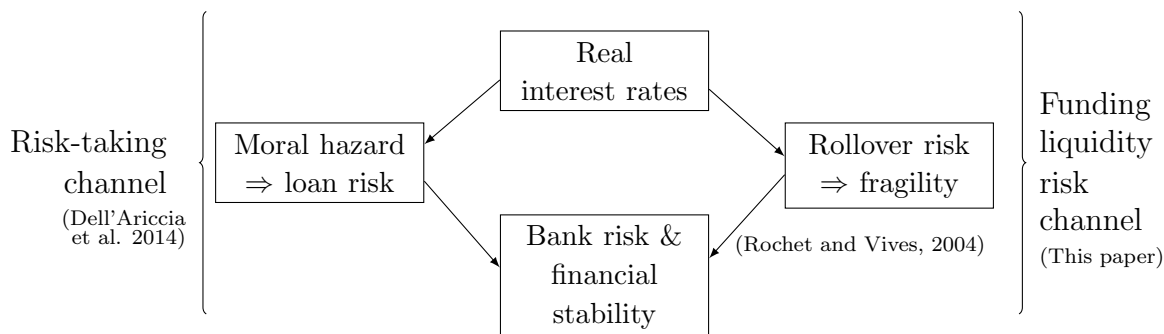 Real
interest rates
Risk-taking
channel
(Dell'Ariccia
et al. 2014)
Moral hazard
⇒ loan risk
Rollover risk
⇒ fragility
Bank risk &
financial
stability
(Rochet and Vives, 2004)
Funding
liquidity
risk
channel
(This paper)